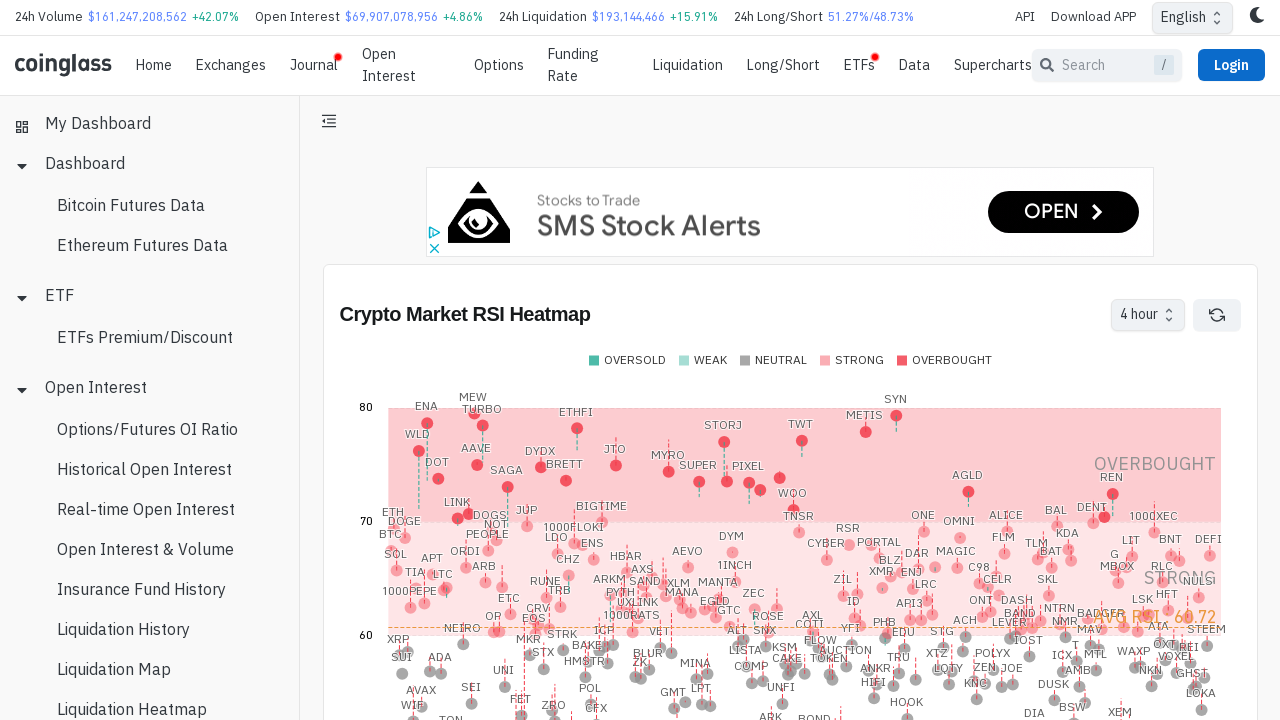 24h Volume $161,247,208,562 +42.07% Open Interest $69,907,078,956 +4.86% 24h Liquidation $193,144,466 +15.91% 24h Long/Short 51.27%/48.73% API Download APP English
coinglass Home Exchanges Journal Open Interest Options Funding Rate Liquidation Long/Short ETFs Data Supercharts Search / Login
My Dashboard
Dashboard
Bitcoin Futures Data
Ethereum Futures Data
ETF
ETFs Premium/Discount
Open Interest
Options/Futures OI Ratio
Historical Open Interest
Real-time Open Interest
Open Interest & Volume
Insurance Fund History
Liquidation History
Liquidation Map
Liquidation Heatmap
Stocks to Trade
SMS Stock Alerts
OPEN
Crypto Market RSI Heatmap
4 hour
OVERSOLD WEAK NEUTRAL STRONG OVERBOUGHT
80
MEW
SYN
ENA TURBO ETHFI
METIS
WLD STORJ TWT
AAVE DYDX JTO
DOT SAGA BRETT MYRO SUPER PIXEL
AGLD REN
OVERBOUGHT
LINK BIGTIME WOO
70
ETH DOGE DOGS JUP TNSR ONE ALICE BAL DENT 1000XEC
BTC NOT PEOPLE 1000FLOKI RSR OMNI
LDO ENS DYM CYBER PORTAL FLM TLM KDA LIT BNT DEFI
SOL APT ORDI CHZ HBAR AEVO BLZ DAR MAGIC BAT G
TIA LTC ARB AXS 1INCH XMR ENJ C98 CELR SKL MBOX RLC
STRONG
1000PEPE RUNE TRB ARKM SAND XLM MANTA ZIL LRC NULS
ETC PYTH MANA ZEC ID API3 ONT DASH NTRN LSK HFT
OP GRV EOS UXLINK 1000RATS EGLD GTC ROSE AXL BAND NMR BADGER
AVG RSI : 60.72
60
NEIRO STRK 1CP VET ALT SNX COTI YFI PHB EDU STG ACH LEVER MAV ATA STEEM
XRP MKR BAKE LISTA KSM FLOW AUCTION IOST T OXT REI
SUI ADA STX HMSTR BLUR ZK MINA COMP CAKE TOKEN TRU XTZ POLYX ICX MTL WAXP VOXEL
UNI ANKR LQTY ZEN JOE AMB NKN GHST
AVAX SEI POL GMT LPT UNFI HIFI KNC DUSK LOKA
WIF FET ZRO CFX HOOK BSW
TON ARK BOND DIA XEM